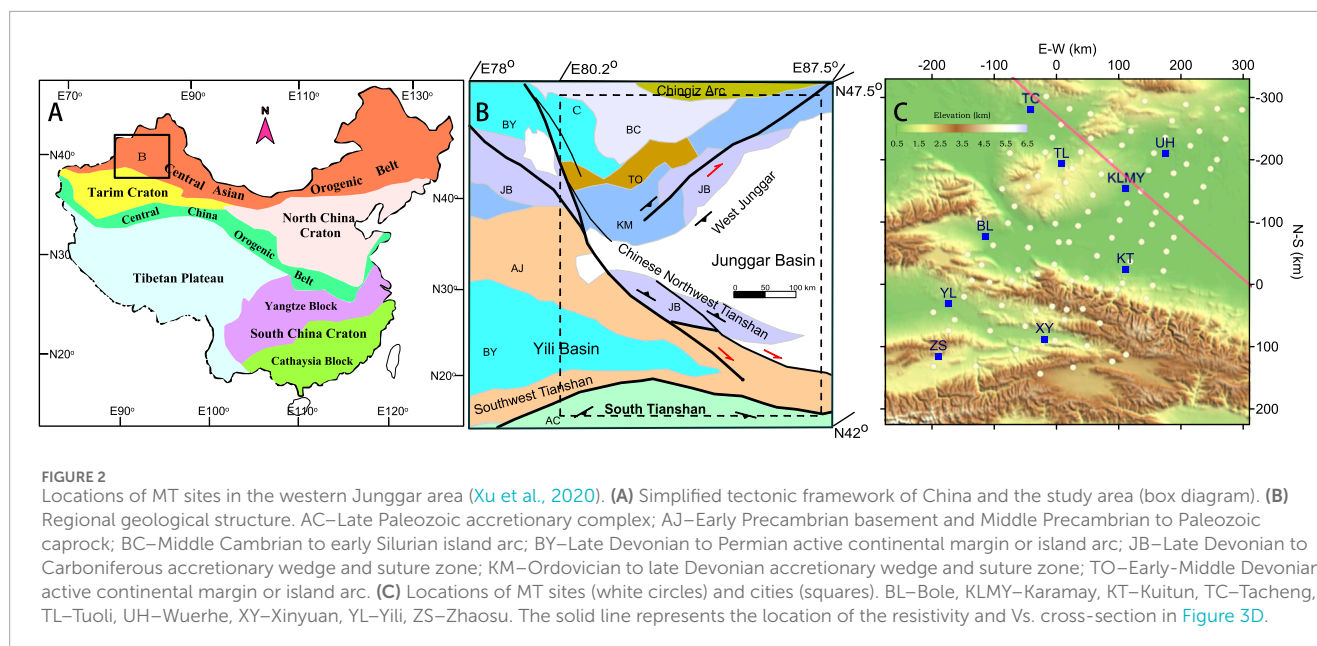 A
E70°
E90°
E110°
E130°
N
N40°
B
Central Asian Orogenic Belt
Tarim Craton
Central China Orogenic Belt
North China
Craton
N40°
N30
Tibetan Plateau
N30°
Yangtze Block
South China Craton
Cathaysia Block
N20°
N20°
E90°
E100°
E110°
E120°
B
E78°
E80.2°
E87.5°
N47.5°
Chingiz Arc
BY
C
BC
TO
JB
JB
KM
West Junggar
Chinese Northwest Tianshan
Junggar Basin
AJ
0 50 100 km
JB
BY
Yili Basin
Southwest Tianshan
South Tianshan
AC
N42°
E-W (km)
-200 -100 0 100 200 300
C
TC
-300
Elevation (km)
0.5 1.5 2.5 3.5 4.5 5.5 6.5
TL
UH
-200
KLMY
BL
-100
N-S (km)
KT
0
YL
XY
ZS
100
200
-200 -100 0 100 200 300
FIGURE 2
Locations of MT sites in the western Junggar area (Xu et al., 2020). (A) Simplified tectonic framework of China and the study area (box diagram). (B)
Regional geological structure. AC–Late Paleozoic accretionary complex; AJ–Early Precambrian basement and Middle Precambrian to Paleozoic
caprock; BC–Middle Cambrian to early Silurian island arc; BY–Late Devonian to Permian active continental margin or island arc; JB–Late Devonian to
Carboniferous accretionary wedge and suture zone; KM–Ordovician to late Devonian accretionary wedge and suture zone; TO–Early-Middle Devonian
active continental margin or island arc. (C) Locations of MT sites (white circles) and cities (squares). BL–Bole, KLMY–Karamay, KT–Kuitun, TC–Tacheng,
TL–Tuoli, UH–Wuerhe, XY–Xinyuan, YL–Yili, ZS–Zhaosu. The solid line represents the location of the resistivity and Vs. cross-section in Figure 3D.